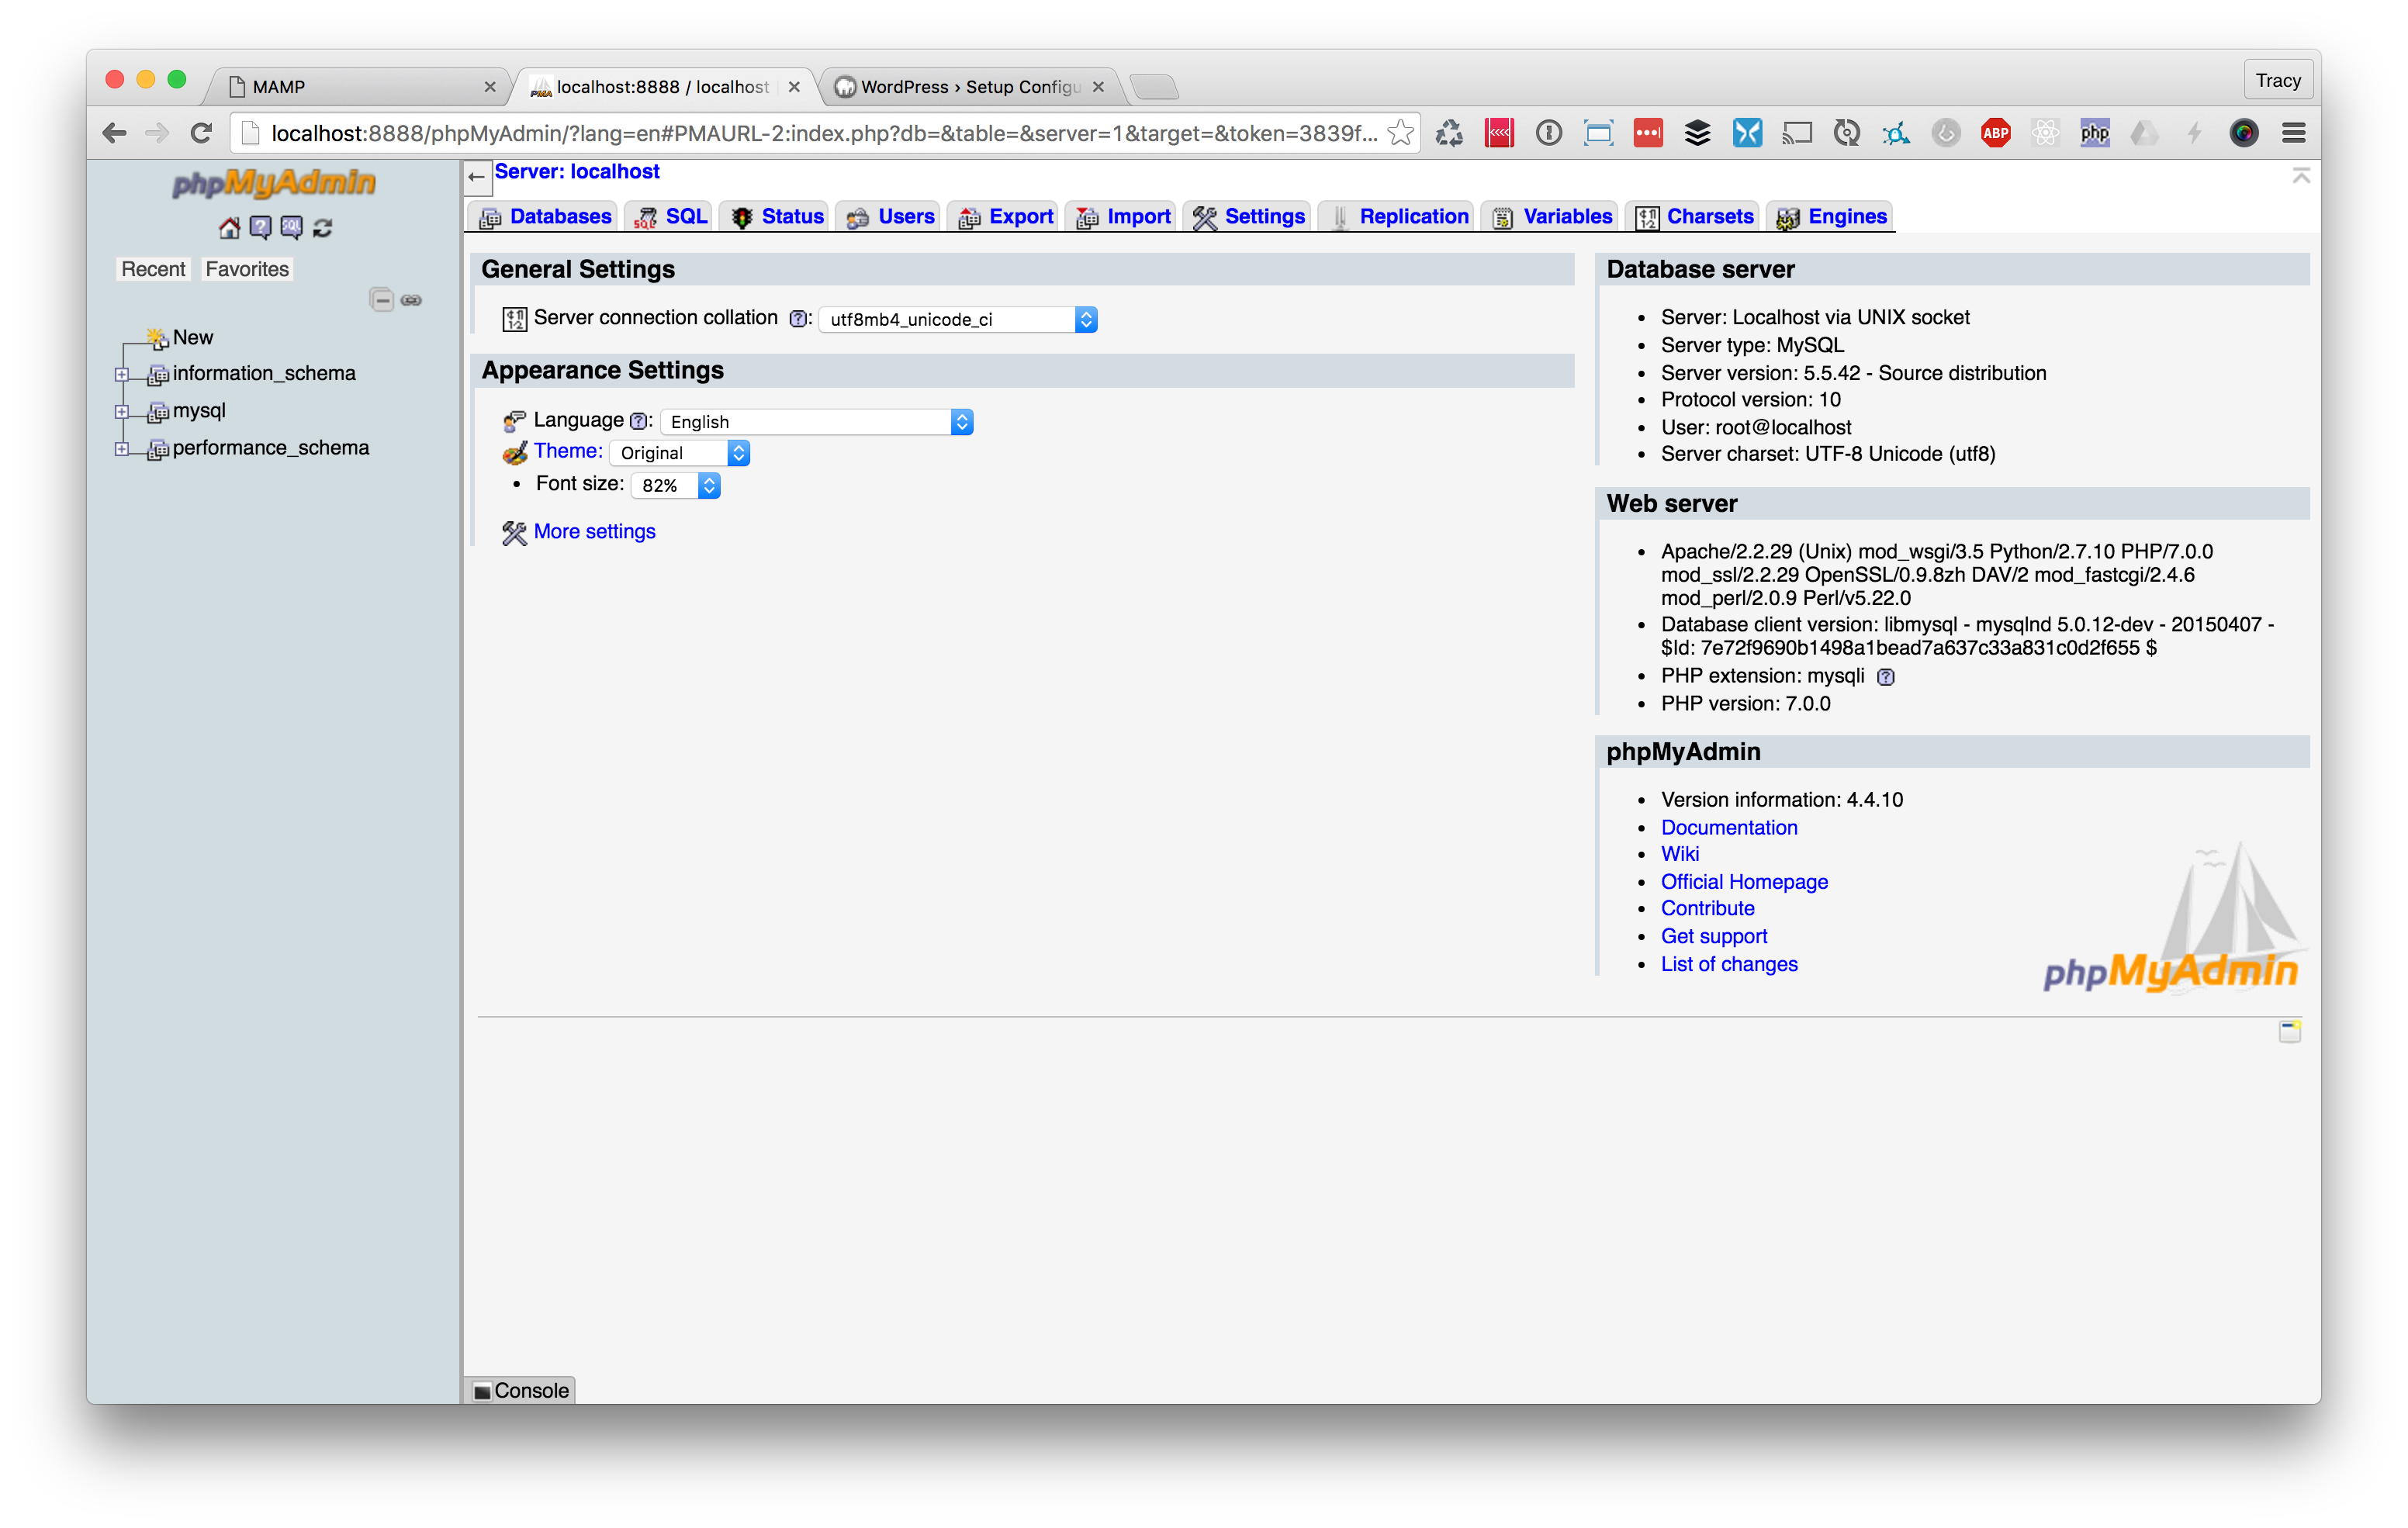 MAMP
localhost:8888 / localhost
WordPress › Setup Configu
Tracy
localhost:8888/phpMyAdmin/?lang=en#PMAURL-2:index.php?db=&table=&server=1&target=&token=3839f...
ABP
php
phpMyAdmin
Recent
Favorites
New
information_schema
mysql
performance_schema
Server: localhost
Databases
SQL
Status
Users
Export
Import
Settings
Replication
Variables
Charsets
Engines
General Settings
Server connection collation : utf8mb4_unicode_ci
Appearance Settings
Language : English
Theme: Original
• Font size: 82%
More settings
Database server
• Server: Localhost via UNIX socket
• Server type: MySQL
• Server version: 5.5.42 - Source distribution
• Protocol version: 10
• User: root@localhost
• Server charset: UTF-8 Unicode (utf8)
Web server
• Apache/2.2.29 (Unix) mod_wsgi/3.5 Python/2.7.10 PHP/7.0.0
mod_ssl/2.2.29 OpenSSL/0.9.8zh DAV/2 mod_fastcgi/2.4.6
mod_perl/2.0.9 Perl/v5.22.0
• Database client version: libmysql - mysqlnd 5.0.12-dev - 20150407 -
$Id: 7e72f9690b1498a1bead7a637c33a831c0d2f655 $
• PHP extension: mysqli
• PHP version: 7.0.0
phpMyAdmin
• Version information: 4.4.10
• Documentation
• Wiki
• Official Homepage
• Contribute
• Get support
• List of changes
phpMyAdmin
Console